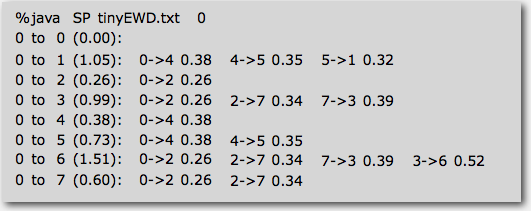 %java SP tinyEWD.txt 0
0 to 0 (0.00):
0 to 1 (1.05): 0->4 0.38 4->5 0.35 5->1 0.32
0 to 2 (0.26): 0->2 0.26
0 to 3 (0.99): 0->2 0.26 2->7 0.34 7->3 0.39
0 to 4 (0.38): 0->4 0.38
0 to 5 (0.73): 0->4 0.38 4->5 0.35
0 to 6 (1.51): 0->2 0.26 2->7 0.34 7->3 0.39 3->6 0.52
0 to 7 (0.60): 0->2 0.26 2->7 0.34